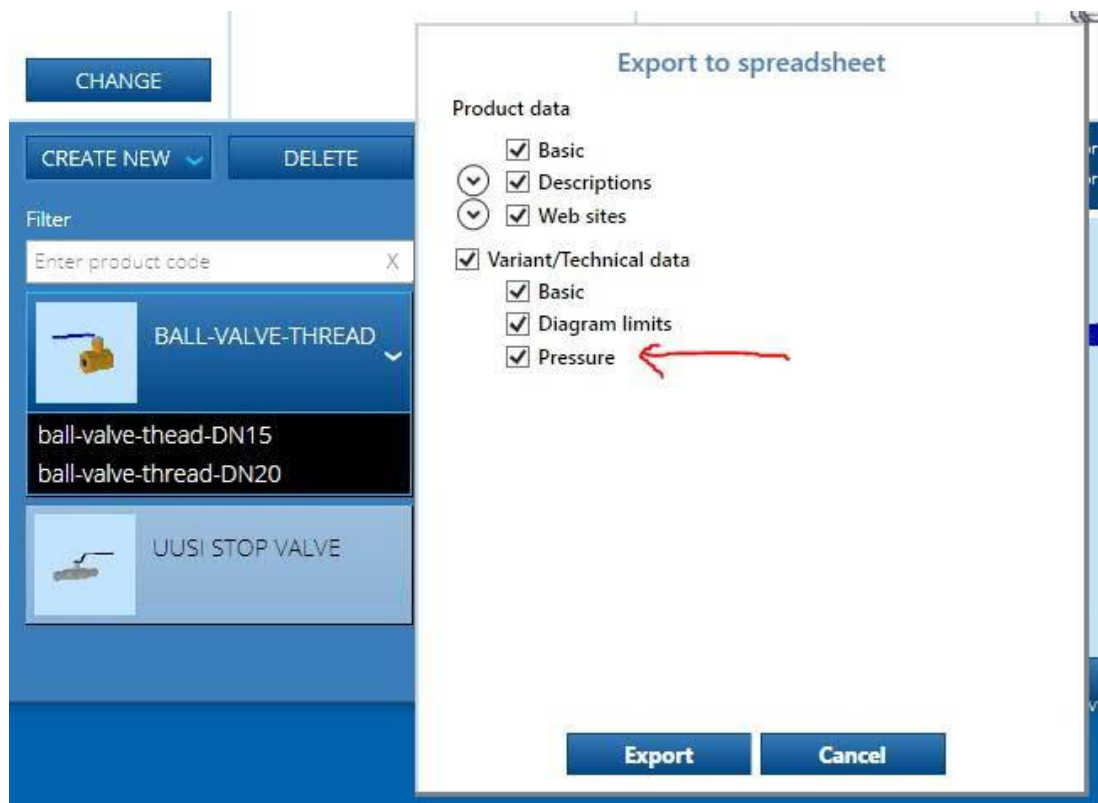 CHANGE
CREATE NEW
DELETE
Filter
Enter product code X
BALL-VALVE-THREAD
ball-valve-thead-DN15
ball-valve-thread-DN20
UUSI STOP VALVE
Export to spreadsheet
Product data
Basic
Descriptions
Web sites
Variant/Technical data
Basic
Diagram limits
Pressure
Export
Cancel